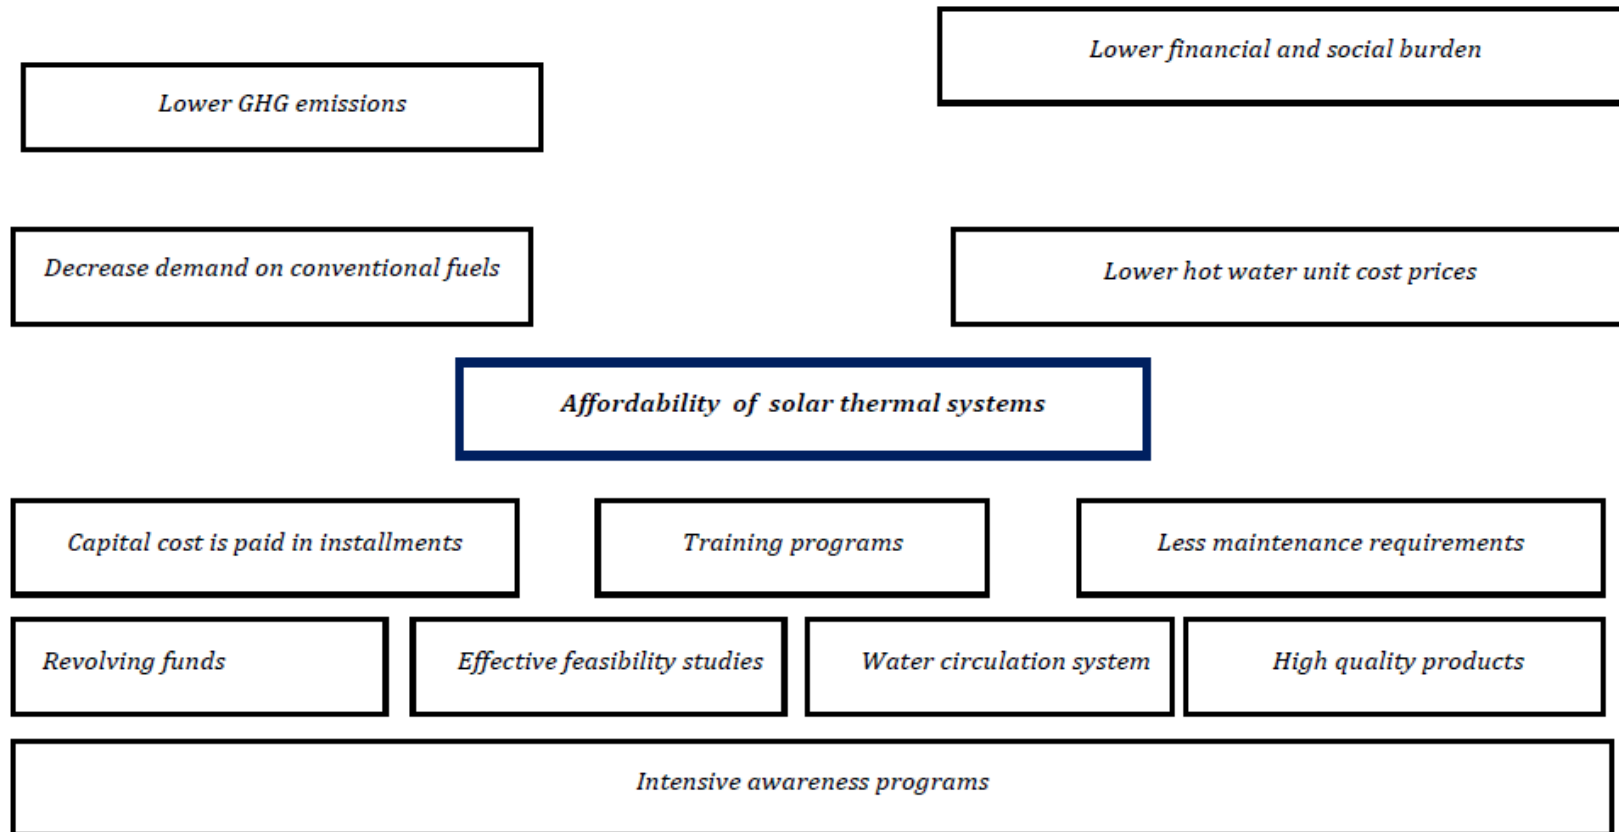 Lower financial and social burden
Lower GHG emissions
Decrease demand on conventional fuels
Lower hot water unit cost prices
Affordability of solar thermal systems
Capital cost is paid in installments
Training programs
Less maintenance requirements
Revolving funds
Effective feasibility studies
Water circulation system
High quality products
Intensive awareness programs